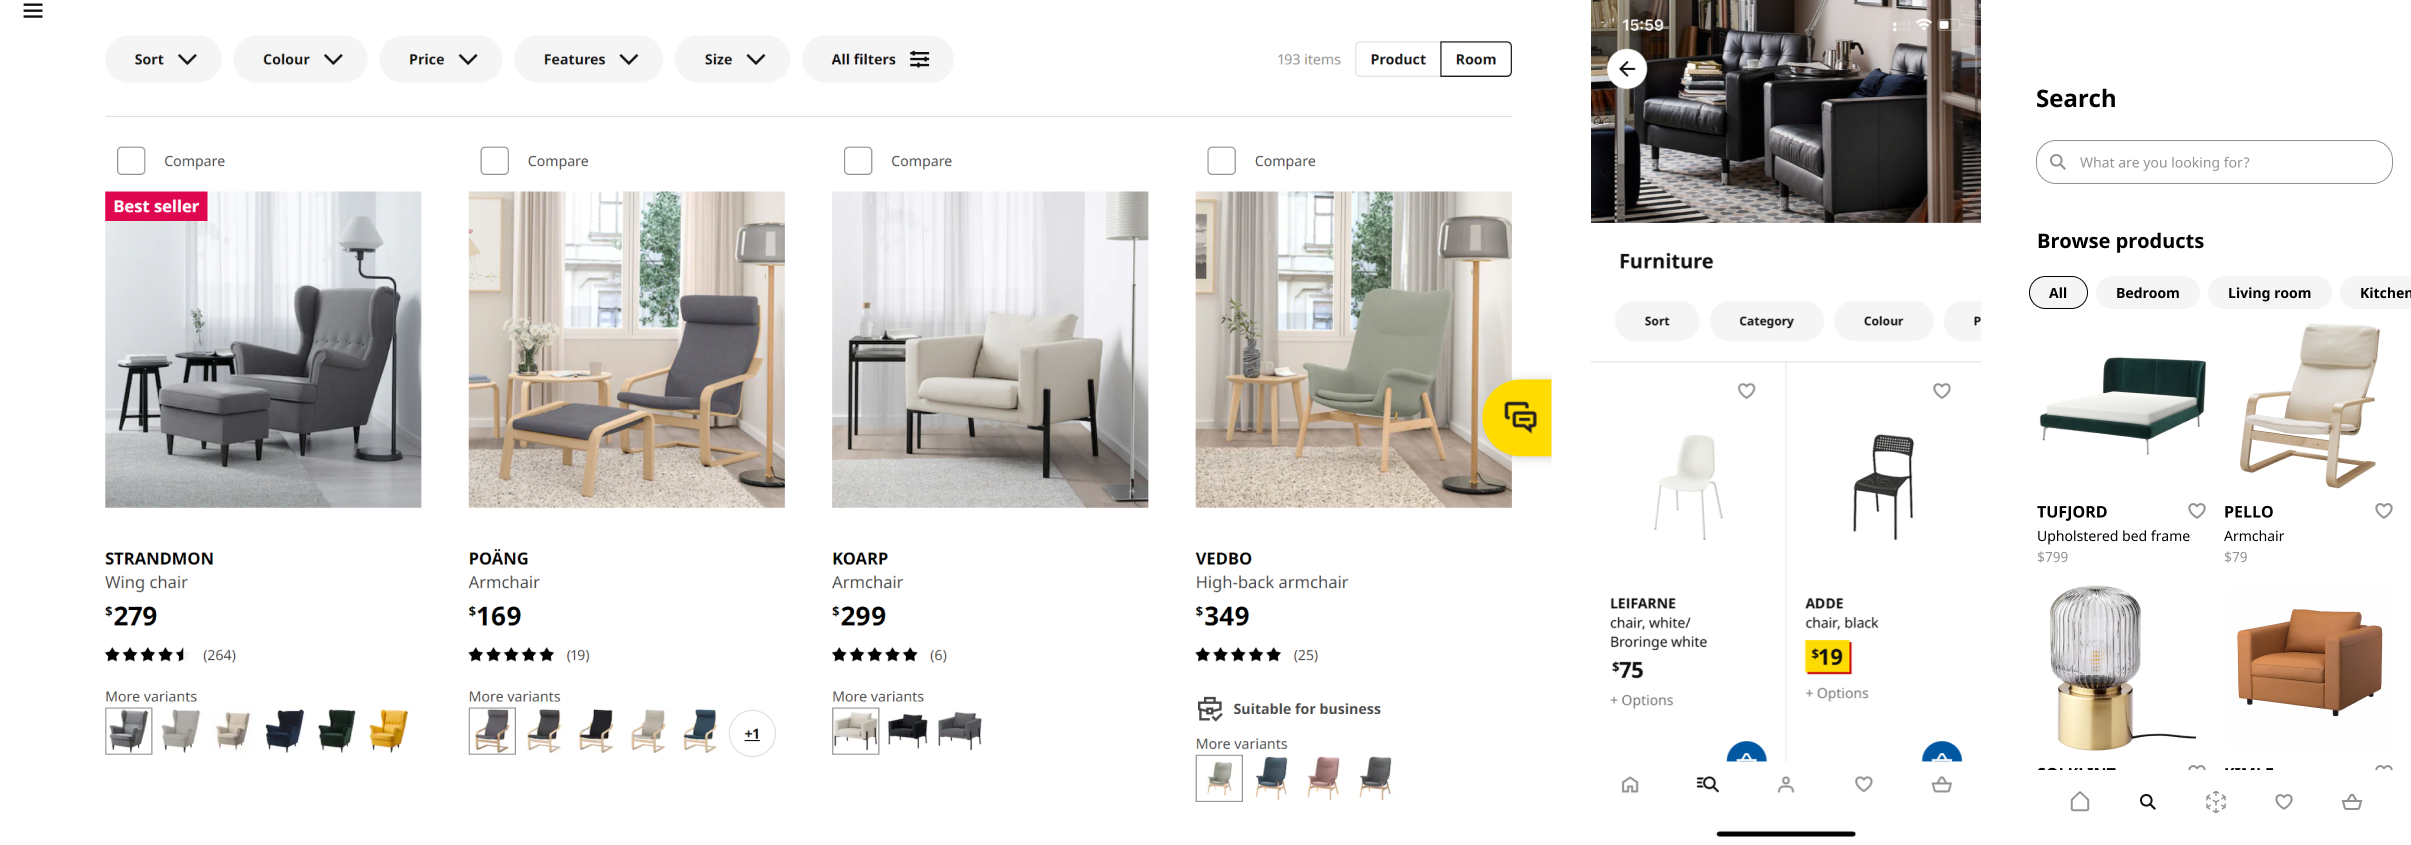 Sort
Colour
Price
Features
Size
All filters
193 items
Product
Room
Compare
Compare
Compare
Compare
Best seller
STRANDMON
Wing chair
$279
(264)
More variants
POÄNG
Armchair
$169
(19)
More variants
+1
KOARP
Armchair
$299
(6)
More variants
VEDBO
High-back armchair
$349
(25)
Suitable for business
More variants
15:59
Furniture
Sort
Category
Colour
P
LEIFARNE
chair, white/
Broringe white
$75
+ Options
ADDE
chair, black
$19
+ Options
Search
What are you looking for?
Browse products
All
Bedroom
Living room
Kitchen
TUFJORD
Upholstered bed frame
$799
PELLO
Armchair
$79